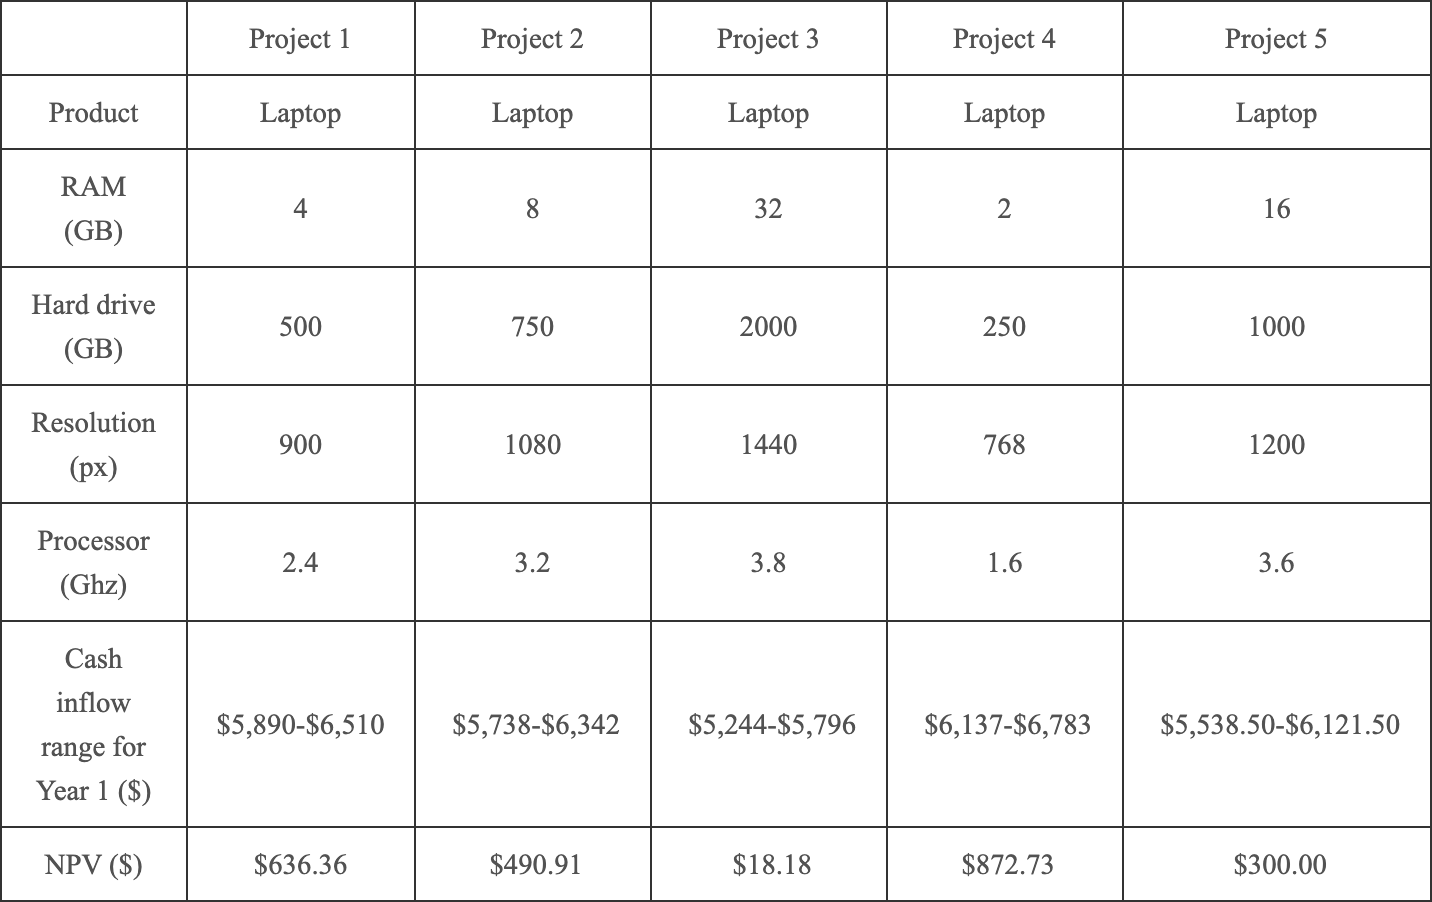 Project 1 Project 2 Project 3 Project 4 Project 5
Product Laptop Laptop Laptop Laptop Laptop
RAM
(GB) 4 8 32 2 16
Hard drive
(GB) 500 750 2000 250 1000
Resolution
(px) 900 1080 1440 768 1200
Processor
(Ghz) 2.4 3.2 3.8 1.6 3.6
Cash
inflow
range for
Year 1 ($) $5,890-$6,510 $5,738-$6,342 $5,244-$5,796 $6,137-$6,783 $5,538.50-$6,121.50
NPV ($) $636.36 $490.91 $18.18 $872.73 $300.00